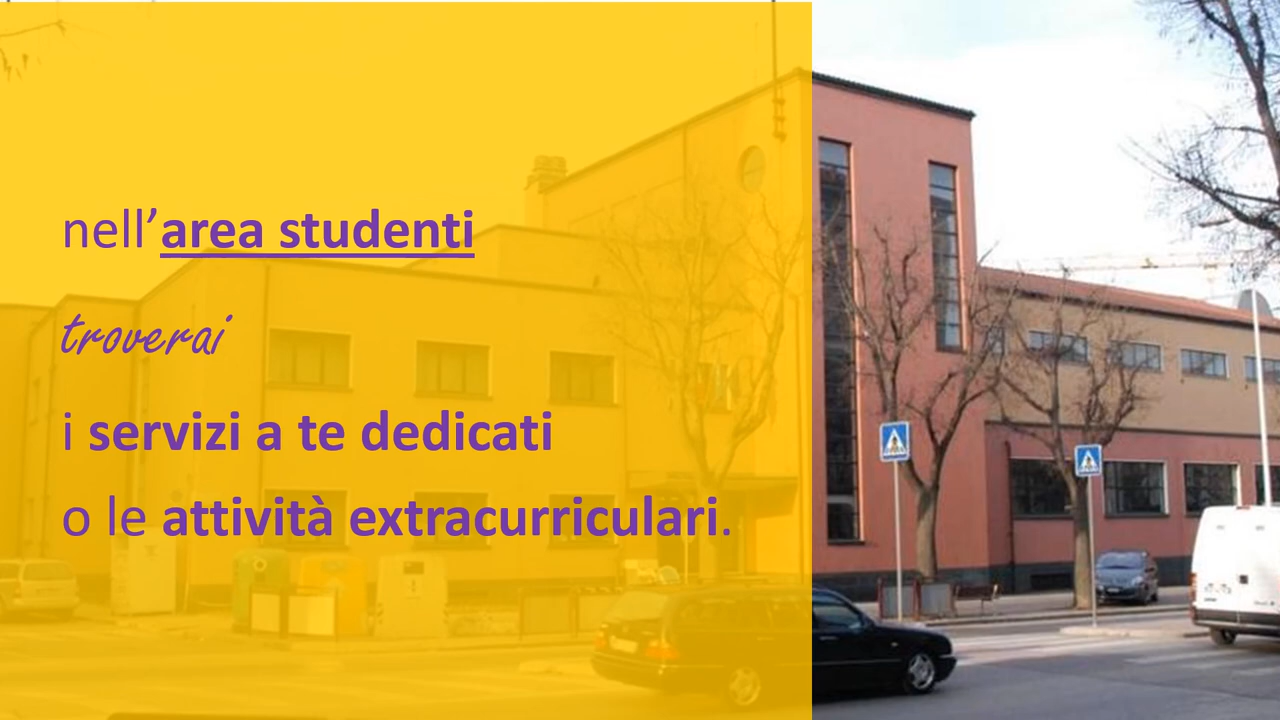 nell’area studenti
troverai
i servizi a te dedicati
o le attività extracurriculari.